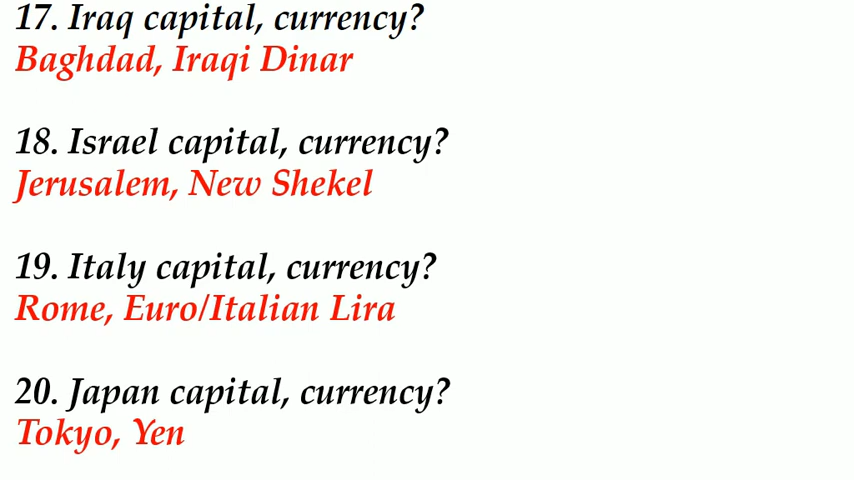 17. Iraq capital, currency?
Baghdad, Iraqi Dinar
18. Israel capital, currency?
Jerusalem, New Shekel
19. Italy capital, currency?
Rome, Euro/Italian Lira
20. Japan capital, currency?
Tokyo, Yen